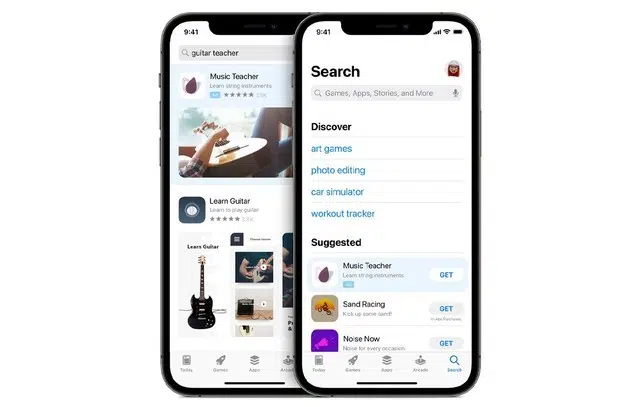 9:41
guitar teacher
Music Teacher
Learn string instruments
Ad
Learn Guitar
Learn to play guitar
Learn Guitar
Today
Games
Apps
Arcade
9:41
Search
Games, Apps, Stories, and More
Discover
art games
photo editing
car simulator
workout tracker
Suggested
Music Teacher
Learn string instruments
Ad
GET
Sand Racing
Kick up some sand!
GET
In-App Purchases
Noise Now
Noise for every occasion.
GET
Today
Games
Apps
Arcade
Search